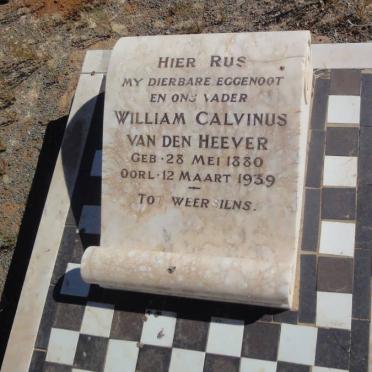 HIER RUS
MY DIERBARE EGGENOOT
EN ONS VADER
WILLIAM CALVINUS
VAN DEN HEEVER
GEB · 28 MEI 1880
OORL · 12 MAART 1939
TOT WEERSIENS.